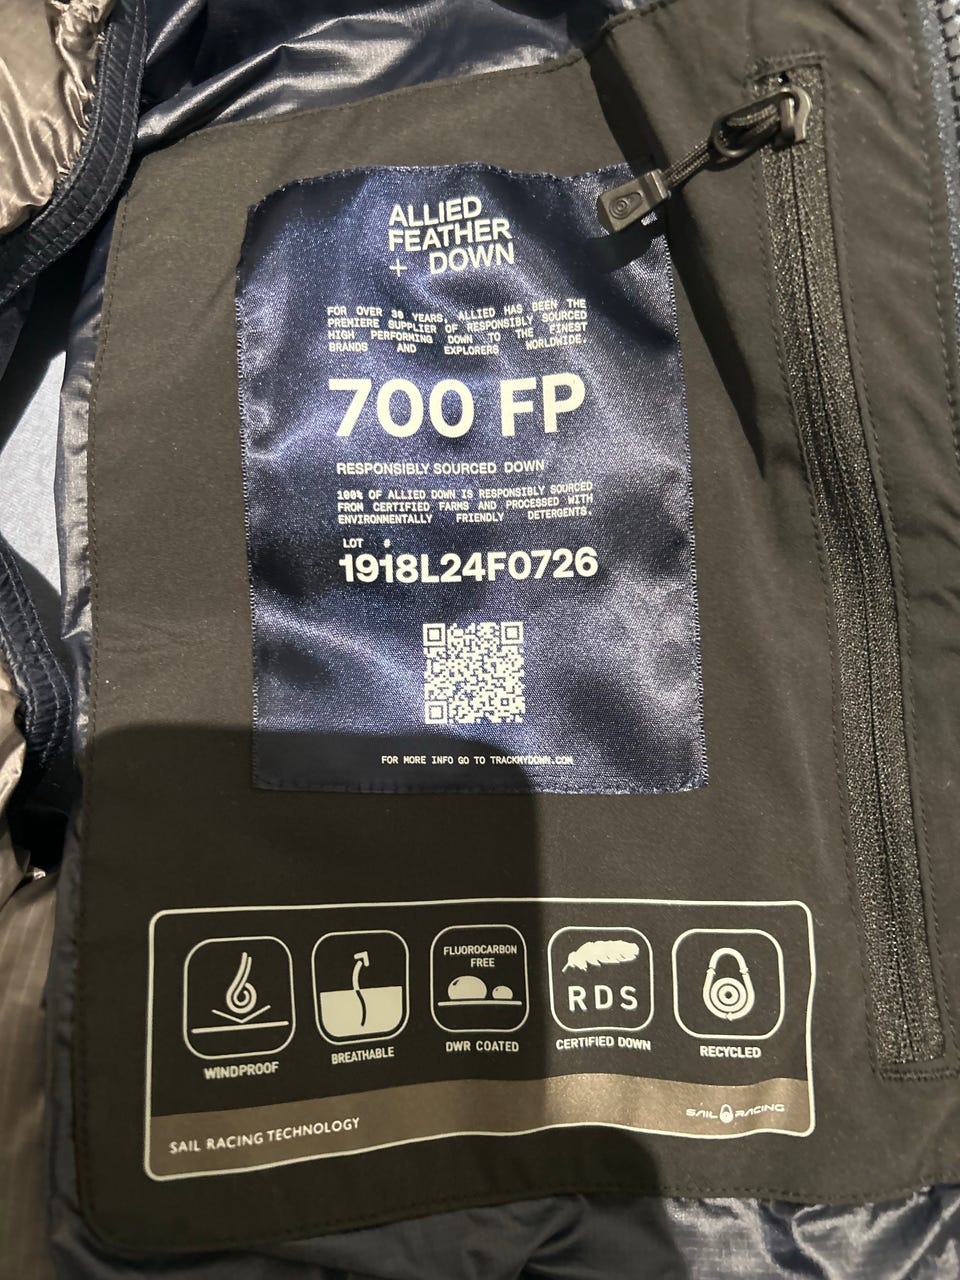 ALLIED
FEATHER
+ DOWN
FOR OVER 30 YEARS, ALLIED HAS BEEN THE
PREMIERE SUPPLIER OF RESPONSIBLY SOURCED
HIGH PERFORMING DOWN TO THE FINEST
BRANDS AND EXPLORERS WORLDWIDE.
700 FP
RESPONSIBLY SOURCED DOWN
100% OF ALLIED DOWN IS RESPONSIBLY SOURCED
FROM CERTIFIED FARMS AND PROCESSED WITH
ENVIRONMENTALLY FRIENDLY DETERGENTS.
LOT #
1918L24F0726
FOR MORE INFO GO TO TRACKMYDOWN.COM
FLUOROCARBON
FREE
RDS
WINDPROOF
BREATHABLE
DWR COATED
CERTIFIED DOWN
RECYCLED
SAIL RACING TECHNOLOGY
SAIL RACING